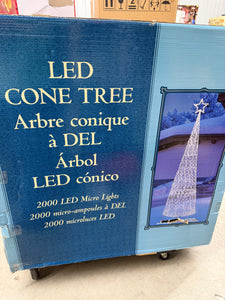 LED
CONE TREE
Arbre conique
à DEL
Árbol
LED cónico
2000 LED Micro Lights
2000 micro-ampoules à DEL
2000 microluces LED